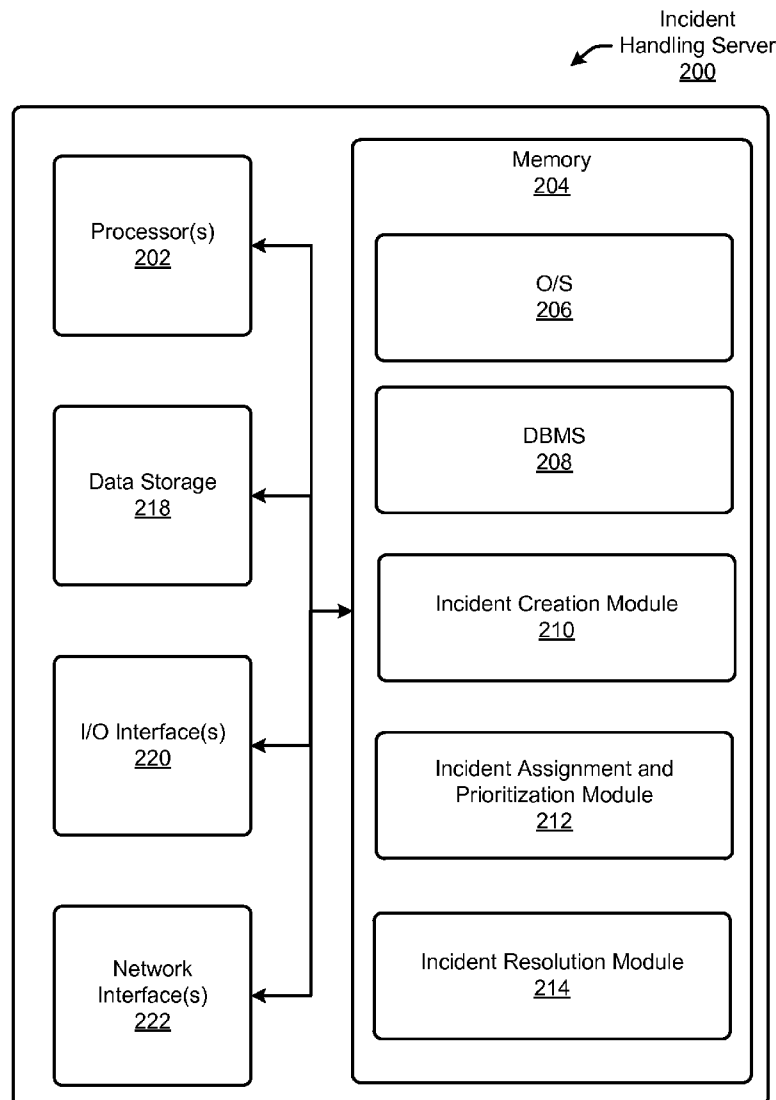 Incident
Handling Server
200
Processor(s)
202
Data Storage
218
I/O Interface(s)
220
Network
Interface(s)
222
Memory
204
O/S
206
DBMS
208
Incident Creation Module
210
Incident Assignment and
Prioritization Module
212
Incident Resolution Module
214